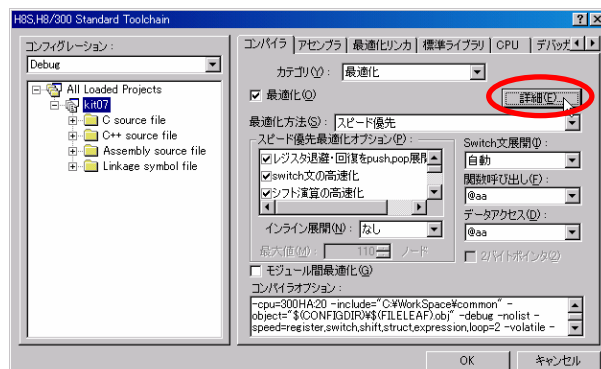 H8S,H8/300 Standard Toolchain
コンフィグレーション：
Debug
All Loaded Projects
kit07
C source file
C++ source file
Assembly source file
Linkage symbol file
コンパイラ アセンブラ 最適化リンカ 標準ライブラリ CPU デバッガ
カテゴリ(Y)： 最適化
最適化(O)
詳細(E)...
最適化方法(S)： スピード優先
スピード優先最適化オプション(P)：
レジスタ退避・回復をpush,pop展開
switch文の高速化
シフト演算の高速化
Switch文展開(I)：
自動
関数呼び出し(F)：
@aa
データアクセス(D)：
@aa
インライン展開(N)： なし
最大値(M)： 110 ノード
2バイトポインタ(2)
モジュール間最適化(G)
コンパイラオプション：
-cpu=300HA:20 -include="C:¥WorkSpace¥common" -
object="$(CONFIGDIR)¥$(FILELEAF).obj" -debug -nolist -
speed=register,switch,shift,struct,expression,loop=2 -volatile -
OK キャンセル